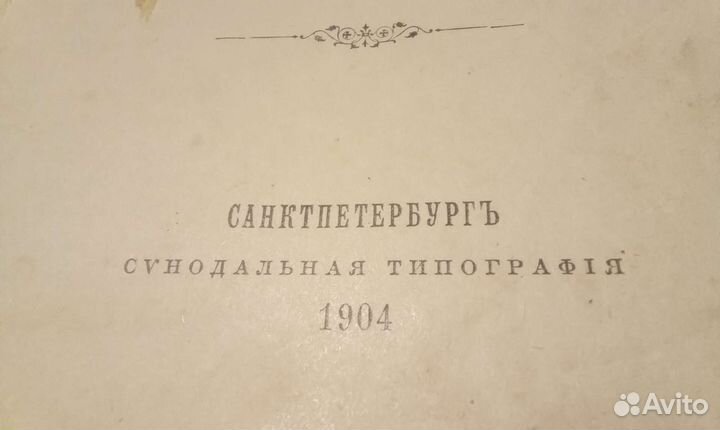 САНКТПЕТЕРБУРГЪ
СѴНОДАЛЬНАЯ ТИПОГРАФІЯ
1904
Avito